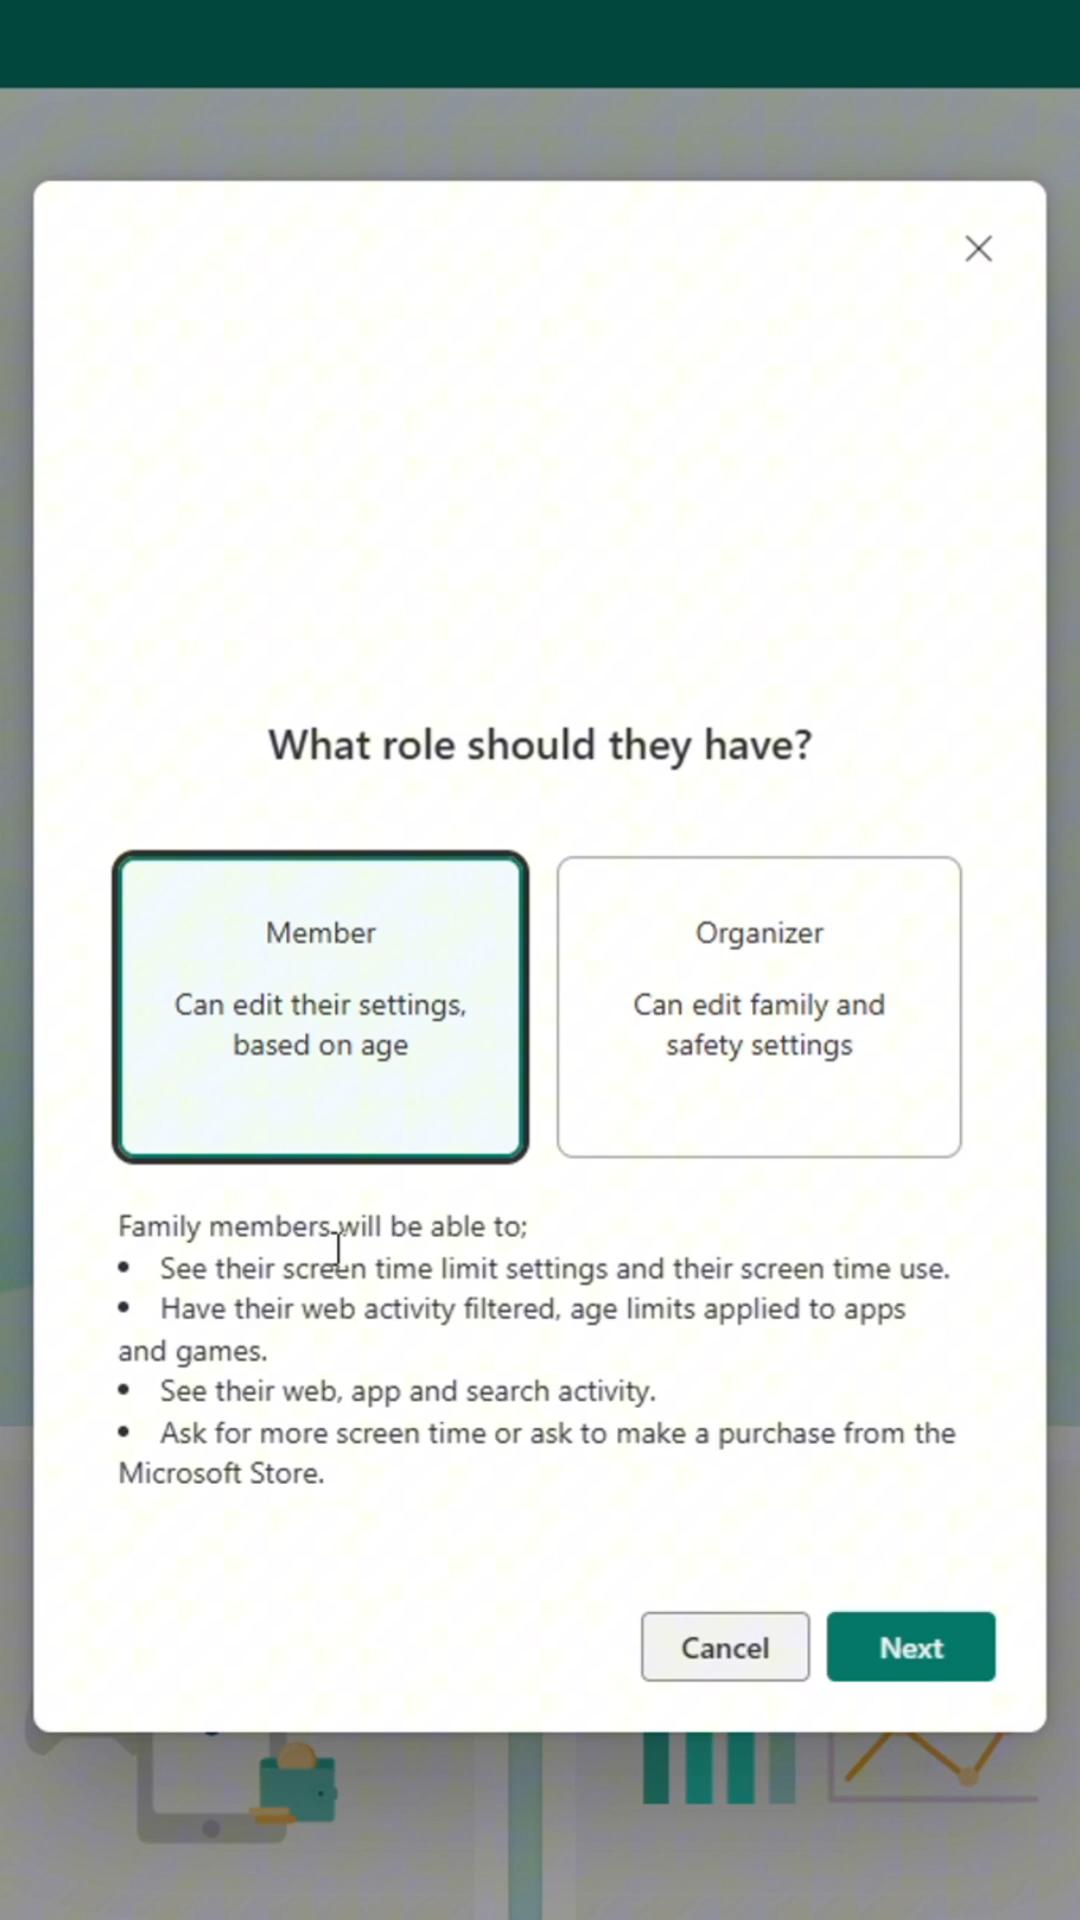 What role should they have?
Member
Can edit their settings,
based on age
Organizer
Can edit family and
safety settings
Family members will be able to;
• See their screen time limit settings and their screen time use.
• Have their web activity filtered, age limits applied to apps
and games.
• See their web, app and search activity.
• Ask for more screen time or ask to make a purchase from the
Microsoft Store.
Cancel
Next